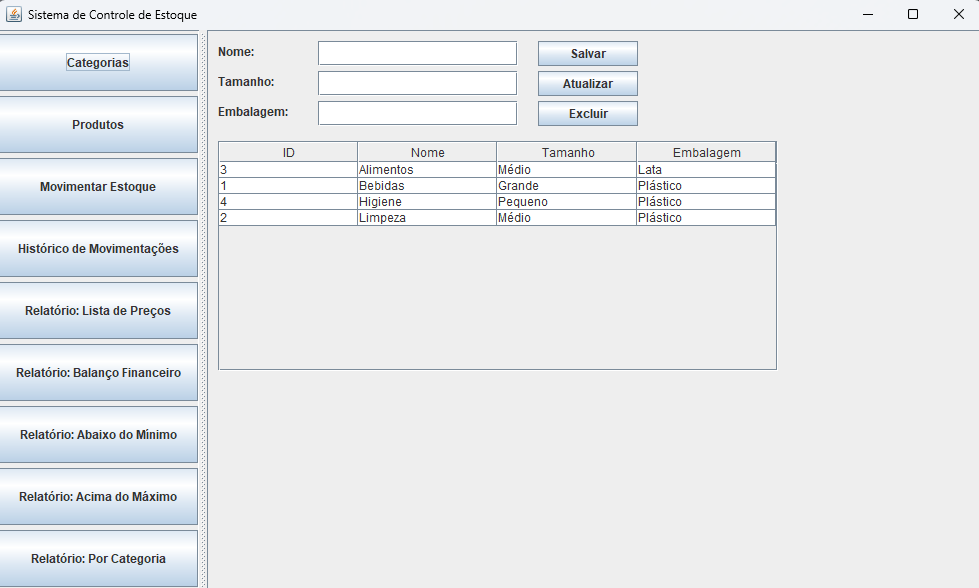 Sistema de Controle de Estoque
Categorias
Produtos
Movimentar Estoque
Histórico de Movimentações
Relatório: Lista de Preços
Relatório: Balanço Financeiro
Relatório: Abaixo do Mínimo
Relatório: Acima do Máximo
Relatório: Por Categoria
Nome: Salvar
Tamanho: Atualizar
Embalagem: Excluir
ID Nome Tamanho Embalagem
3 Alimentos Médio Lata
1 Bebidas Grande Plástico
4 Higiene Pequeno Plástico
2 Limpeza Médio Plástico